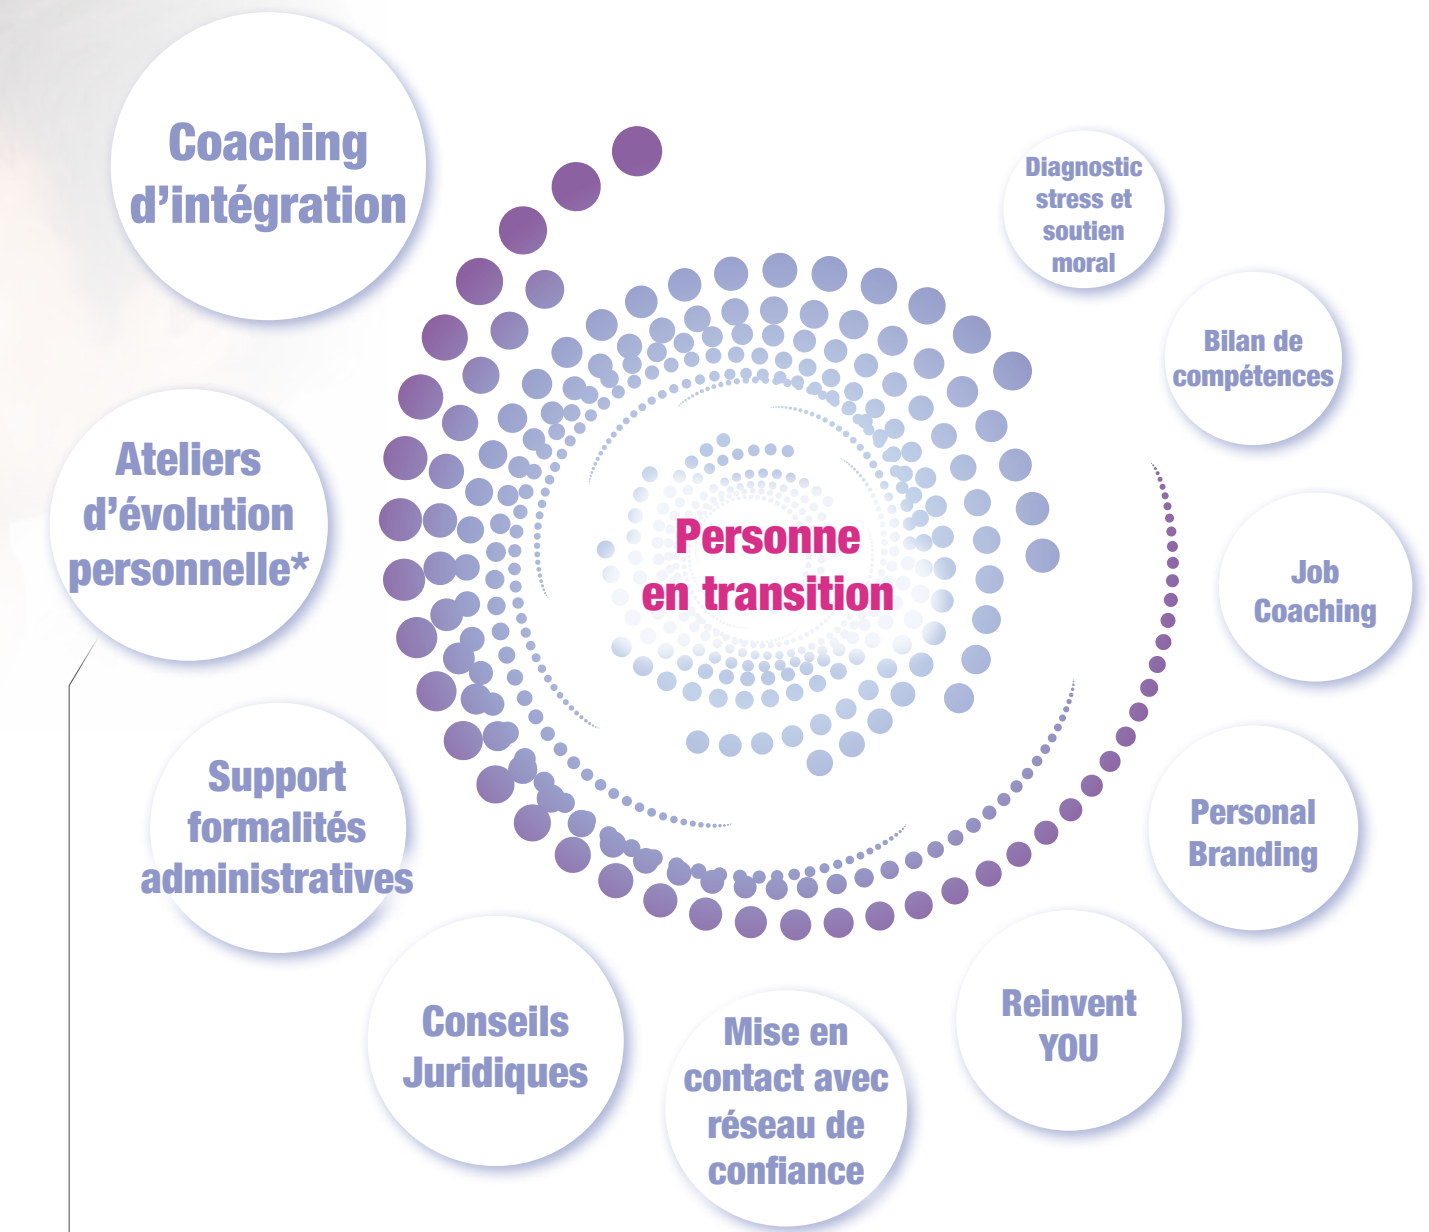 Coaching
d’intégration
Diagnostic
stress et
soutien
moral
Bilan de
compétences
Ateliers
d’évolution
personnelle*
Personne
en transition
Job
Coaching
Support
formalités
administratives
Personal
Branding
Conseils
Juridiques
Mise en
contact avec
réseau de
confiance
Reinvent
YOU